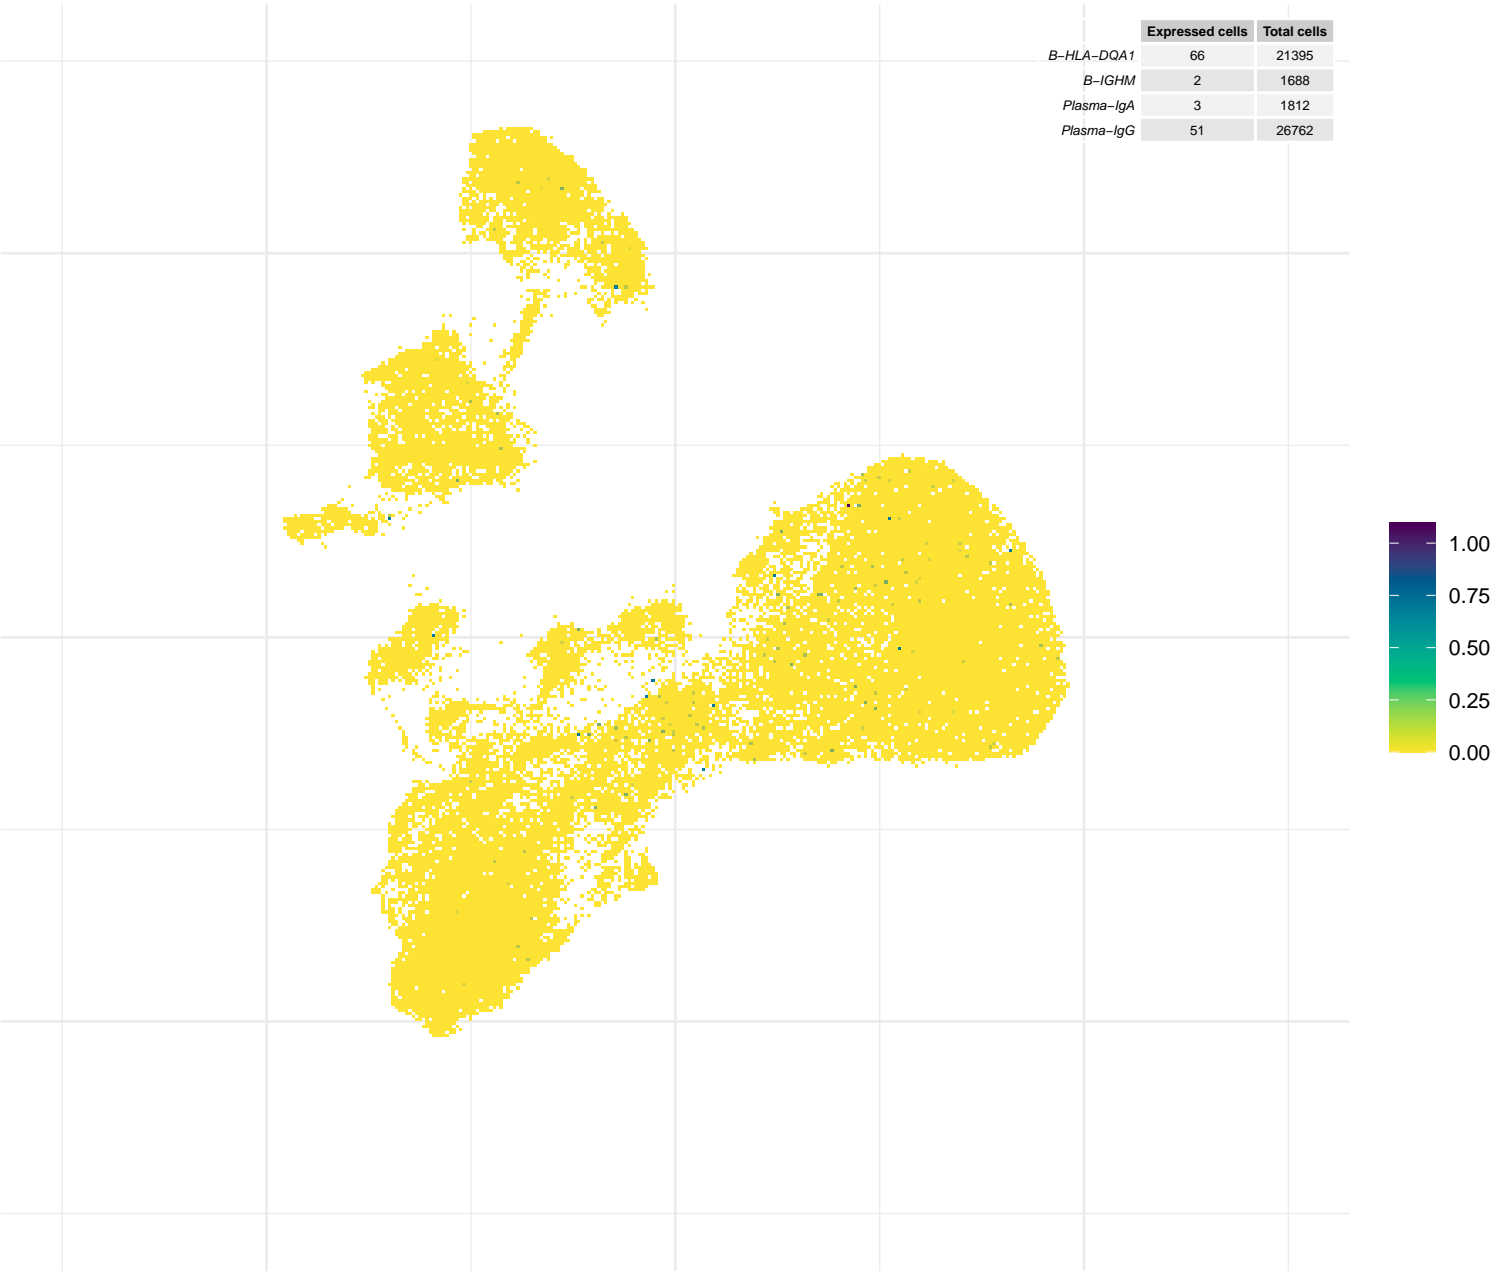 Expressed cells Total cells
B−HLA−DQA1 66 21395
B−IGHM 2 1688
Plasma−IgA 3 1812
Plasma−IgG 51 26762
1.00
0.75
0.50
0.25
0.00